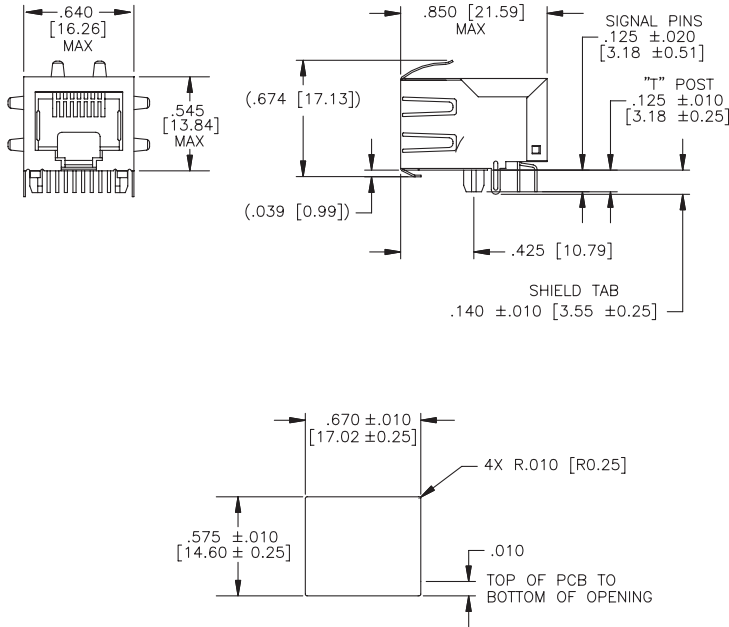 .640
[16.26]
MAX
.545
[13.84]
MAX
.850 [21.59]
MAX
(.674 [17.13])
(.039 [0.99])
.425 [10.79]
SIGNAL PINS
.125 ±.020
[3.18 ±0.51]
"T" POST
.125 ±.010
[3.18 ±0.25]
SHIELD TAB
.140 ±.010 [3.55 ±0.25]
.670 ±.010
[17.02 ±0.25]
4X R.010 [R0.25]
.575 ±.010
[14.60 ± 0.25]
.010
TOP OF PCB TO
BOTTOM OF OPENING